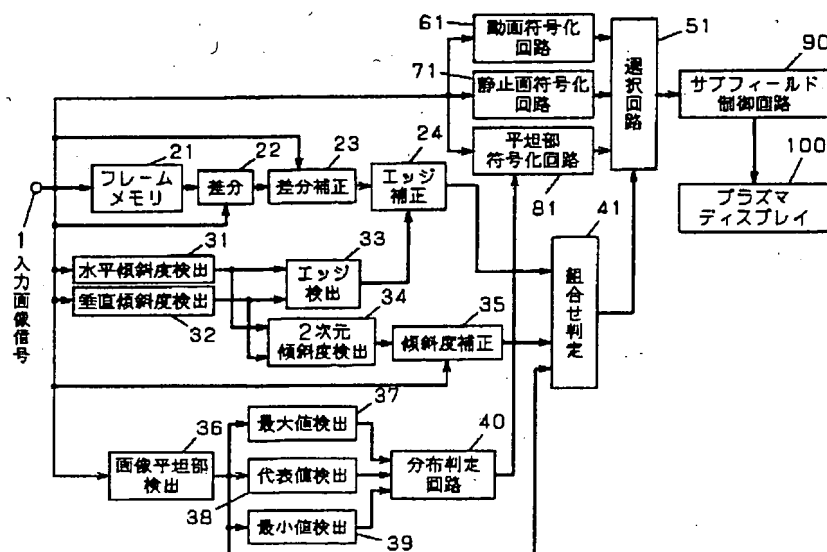 61
動画符号化
回路
71
静止画符号化
回路
平坦部
符号化回路
81
51
選択回路
90
サブフィールド
制御回路
100
プラズマ
ディスプレイ
21
フレーム
メモリ
22
差分
23
差分補正
24
エッジ
補正
1
入力画像信号
31
水平傾斜度検出
垂直傾斜度検出
32
33
エッジ
検出
34
2次元
傾斜度検出
35
傾斜度補正
41
組合せ判定
36
画像平坦部
検出
37
最大値検出
代表値検出
38
最小値検出
39
40
分布判定
回路